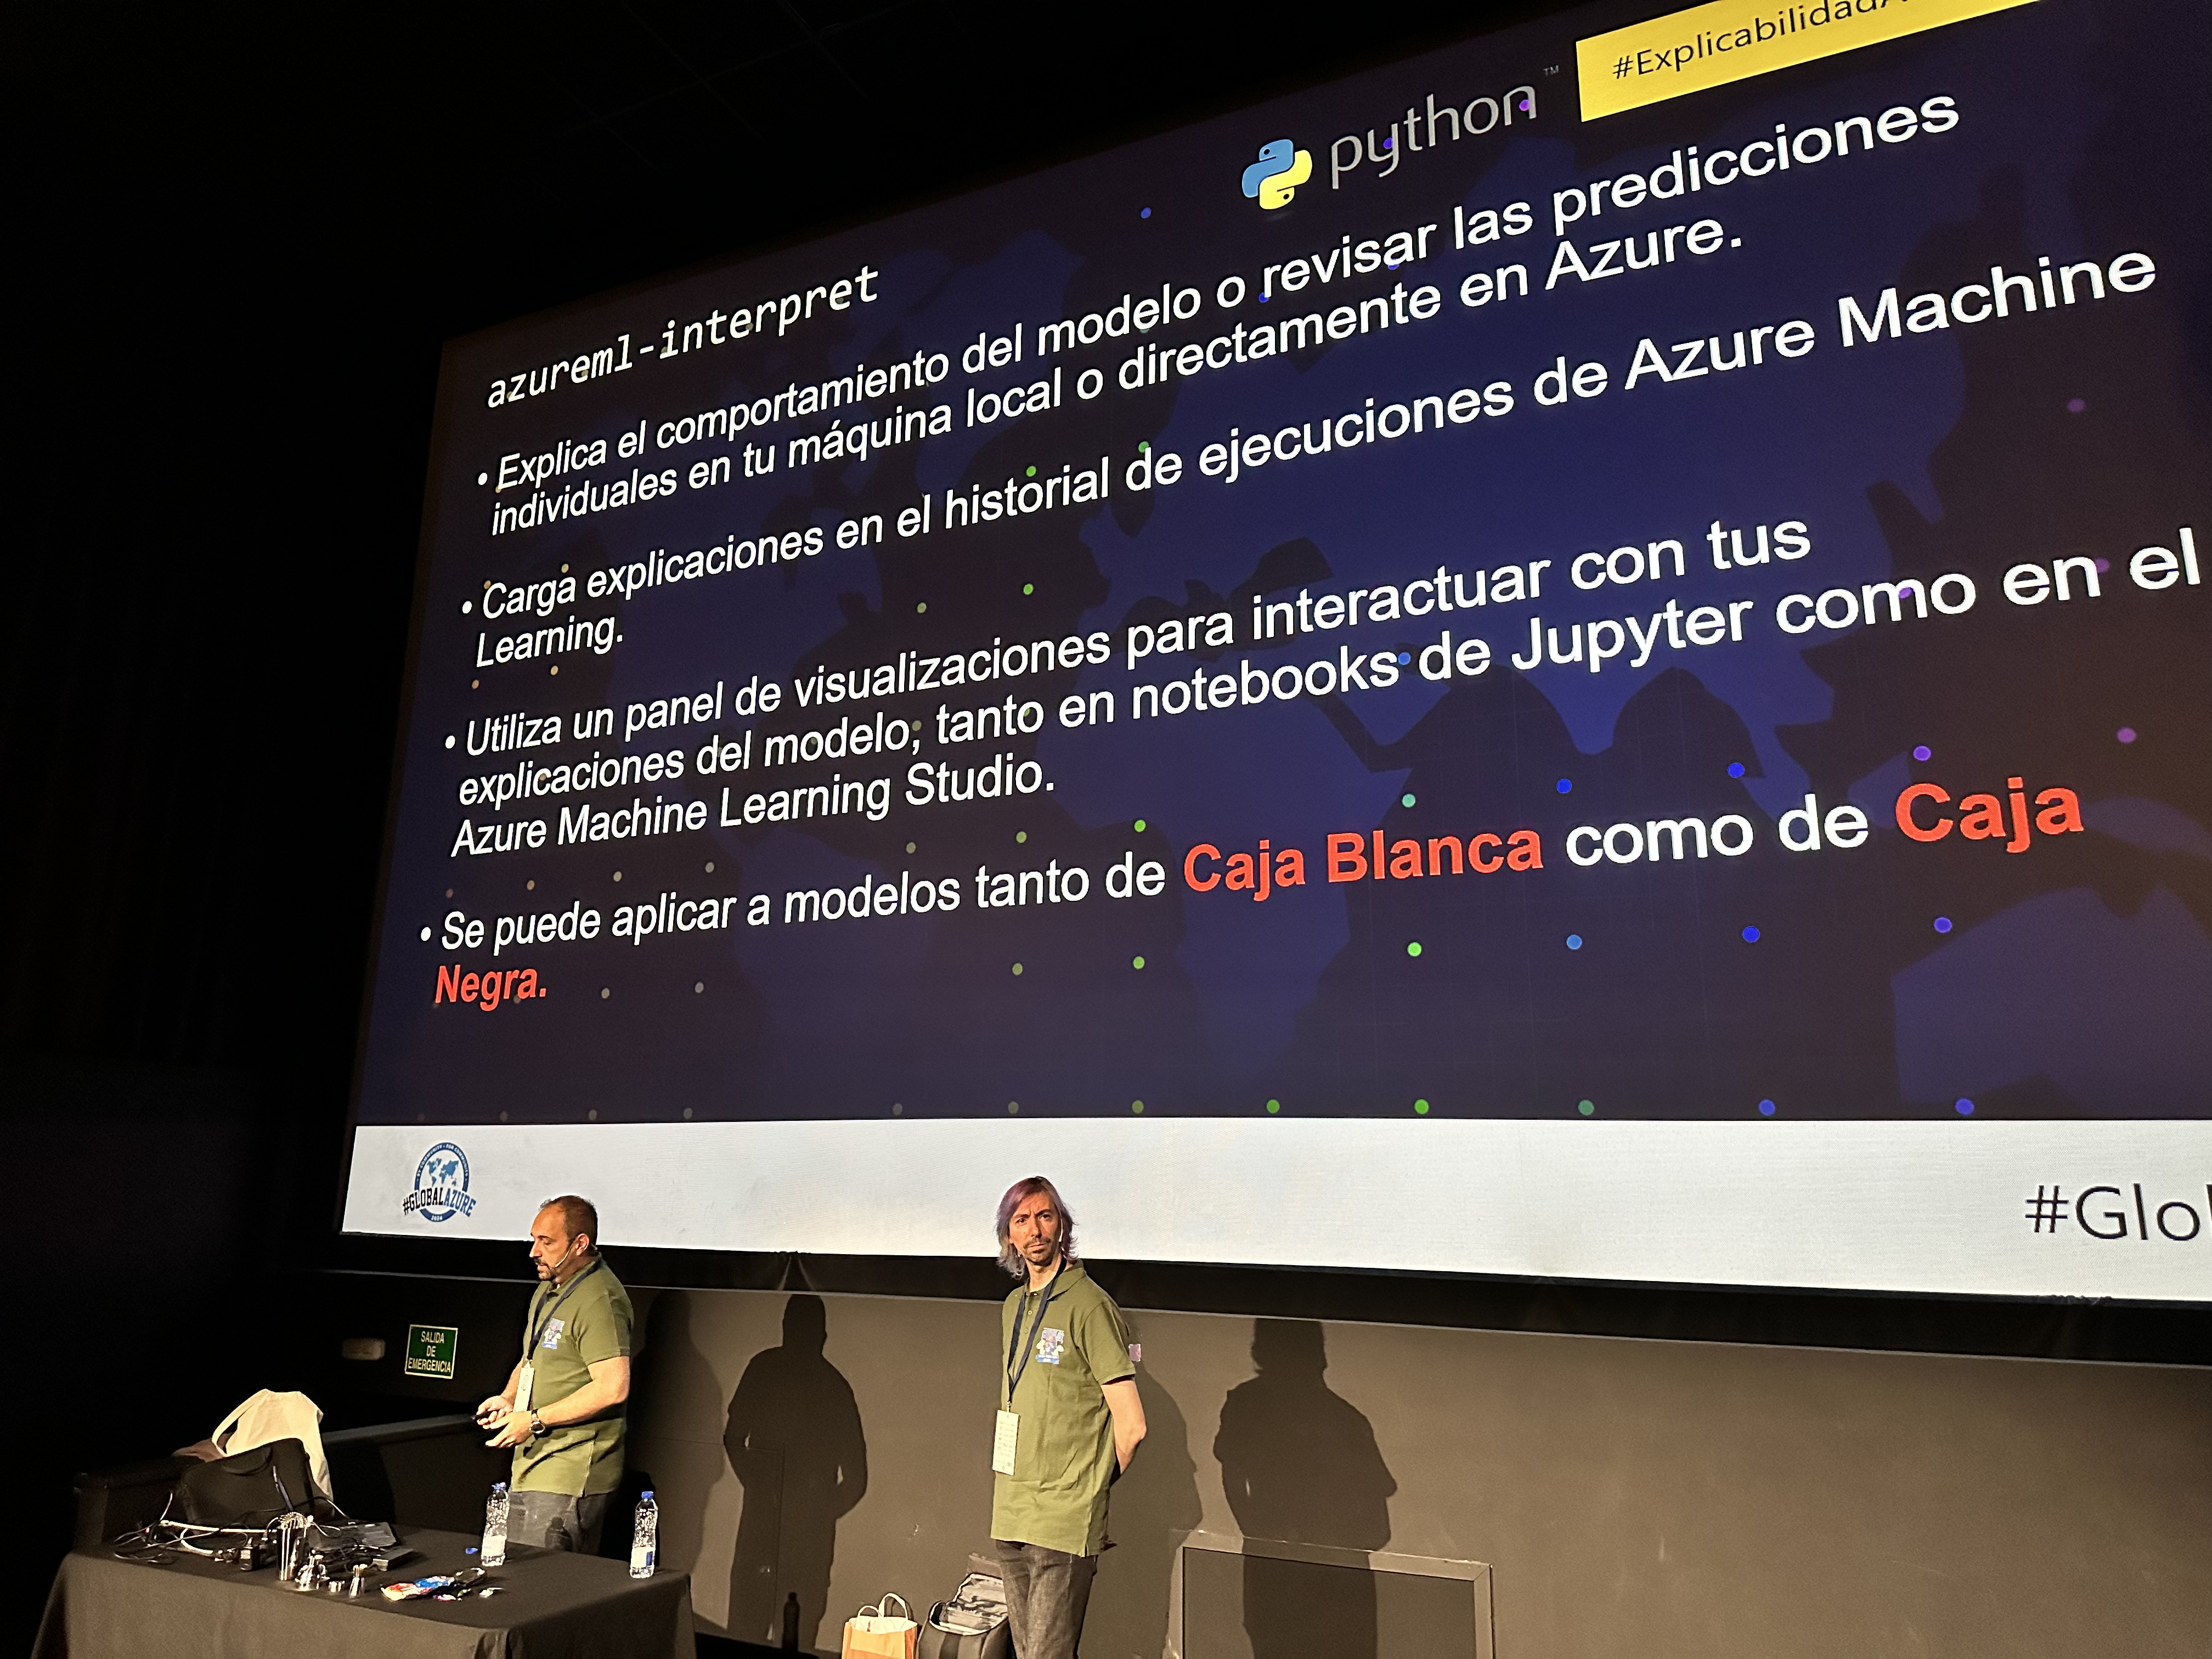 #Explicabilidad
python™
azureml-interpret
• Explica el comportamiento del modelo o revisar las predicciones
individuales en tu máquina local o directamente en Azure.
• Carga explicaciones en el historial de ejecuciones de Azure Machine
Learning.
• Utiliza un panel de visualizaciones para interactuar con tus
explicaciones del modelo, tanto en notebooks de Jupyter como en el
Azure Machine Learning Studio.
• Se puede aplicar a modelos tanto de Caja Blanca como de Caja
Negra.
#GLOBALAZURE
2024
#Glo
SALIDA
DE
EMERGENCIA